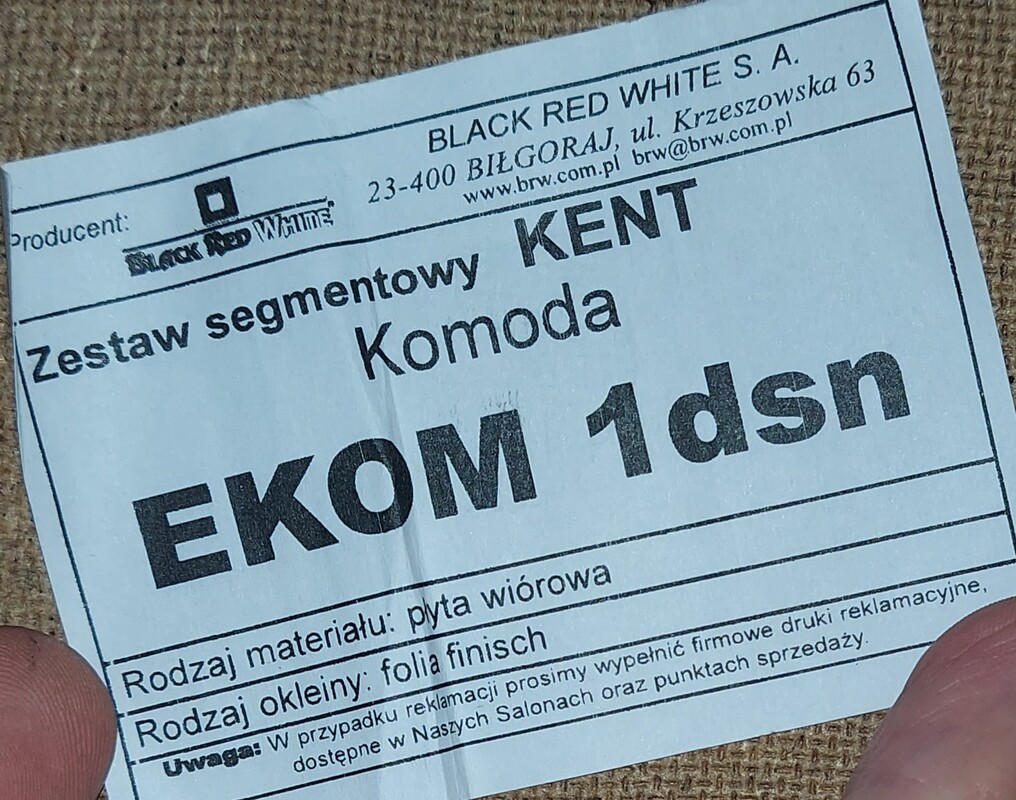 BLACK RED WHITE S. A.
23-400 BIŁGORAJ, ul. Krzeszowska 63
www.brw.com.pl brw@brw.com.pl
Producent:
BLACK RED WHITE
Zestaw segmentowy KENT
Komoda
EKOM 1dsn
Rodzaj materiału: płyta wiórowa
Rodzaj okleiny: folia finisch
Uwaga: W przypadku reklamacji prosimy wypełnić firmowe druki reklamacyjne,
dostępne w Naszych Salonach oraz punktach sprzedaży.